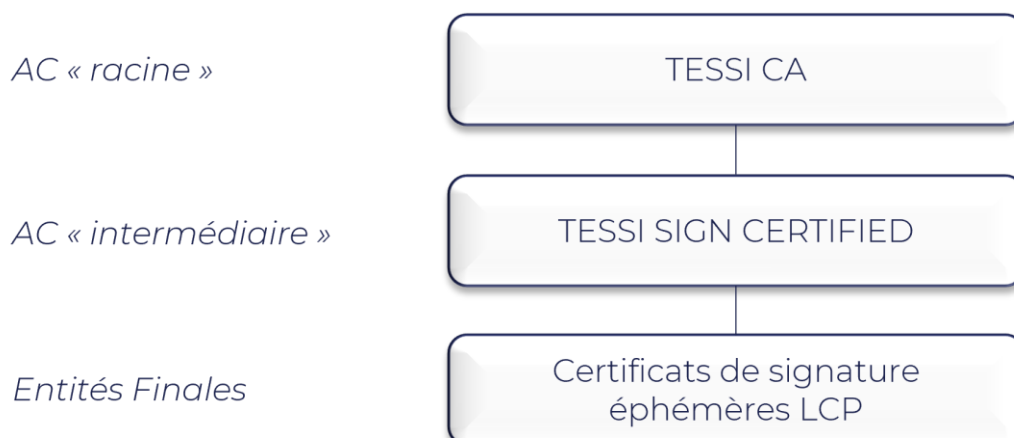 AC « racine »
TESSI CA
AC « intermédiaire »
TESSI SIGN CERTIFIED
Entités Finales
Certificats de signature
éphémères LCP